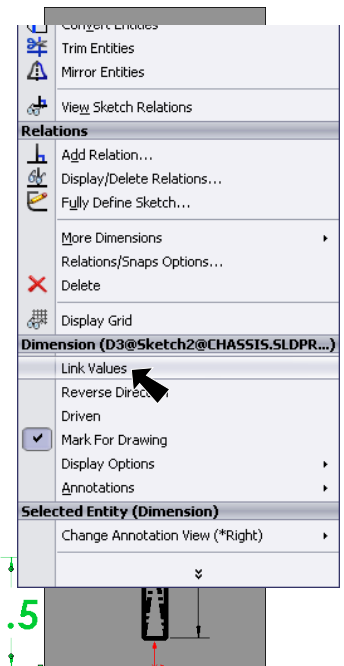 Convert Entities
Trim Entities
Mirror Entities
View Sketch Relations
Relations
Add Relation...
Display/Delete Relations...
Fully Define Sketch...
More Dimensions
Relations/Snaps Options...
Delete
Display Grid
Dimension (D3@Sketch2@CHASSIS.SLDPR...)
Link Values
Reverse Direction
Driven
Mark For Drawing
Display Options
Annotations
Selected Entity (Dimension)
Change Annotation View (*Right)
.5